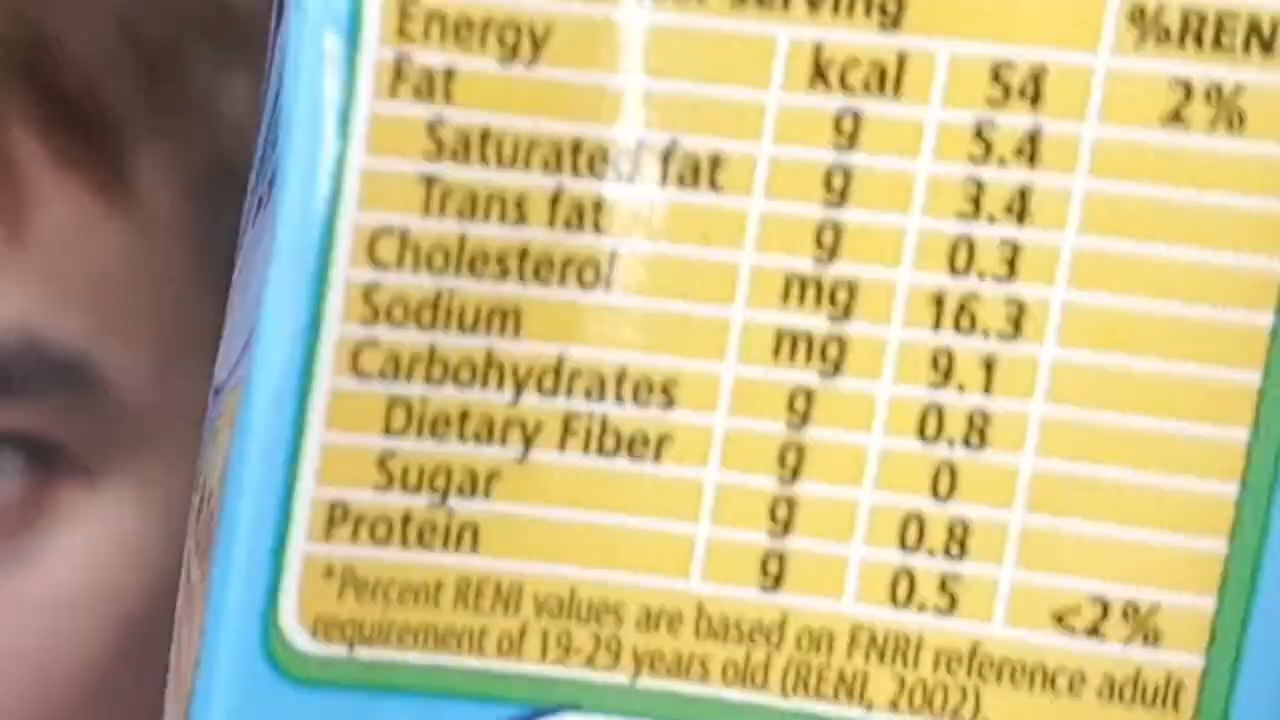 serving %REN
Energy kcal 54 2%
Fat g 5.4
Saturated fat g 3.4
Trans fat g 0.3
Cholesterol mg 16.3
Sodium mg 9.1
Carbohydrates g 0.8
Dietary Fiber g 0
Sugar g 0.8
Protein g 0.5 <2%
*Percent RENI values are based on FNRI reference adult
requirement of 19-29 years old (RENI, 2002).